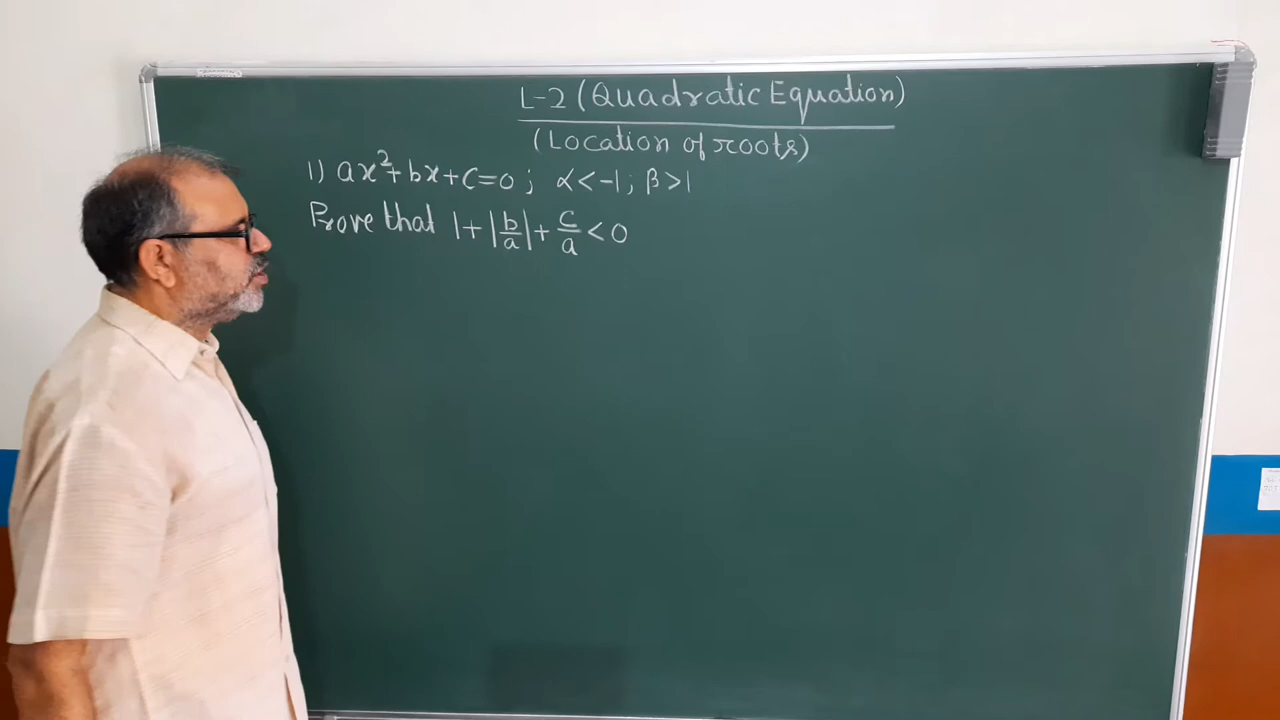 L-2 (Quadratic Equation)
(Location of roots)
1) ax²+bx+c=0 ; α<-1 ; β>1
Prove that 1+|b/a|+c/a<0